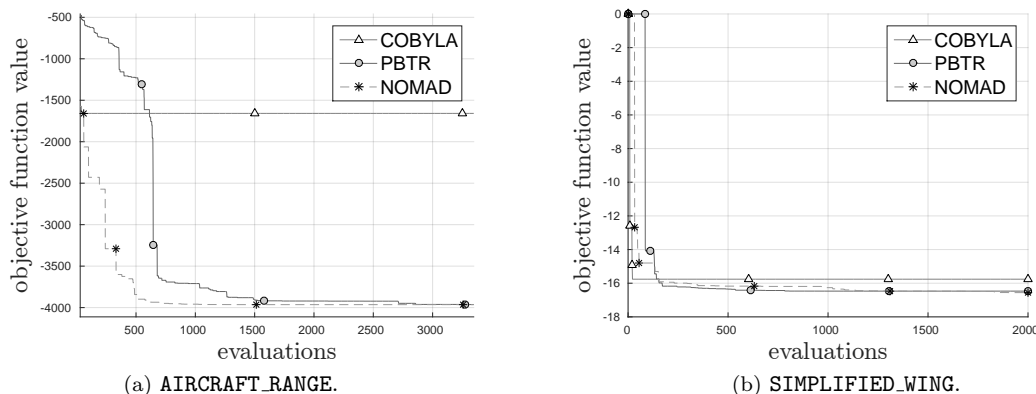 -500
-1000
-1500
-2000
-2500
-3000
-3500
-4000
objective function value
500 1000 1500 2000 2500 3000
evaluations
COBYLA
PBTR
NOMAD
(a) AIRCRAFT_RANGE.
0
-2
-4
-6
-8
-10
-12
-14
-16
-18
objective function value
0 500 1000 1500 2000
evaluations
COBYLA
PBTR
NOMAD
(b) SIMPLIFIED_WING.